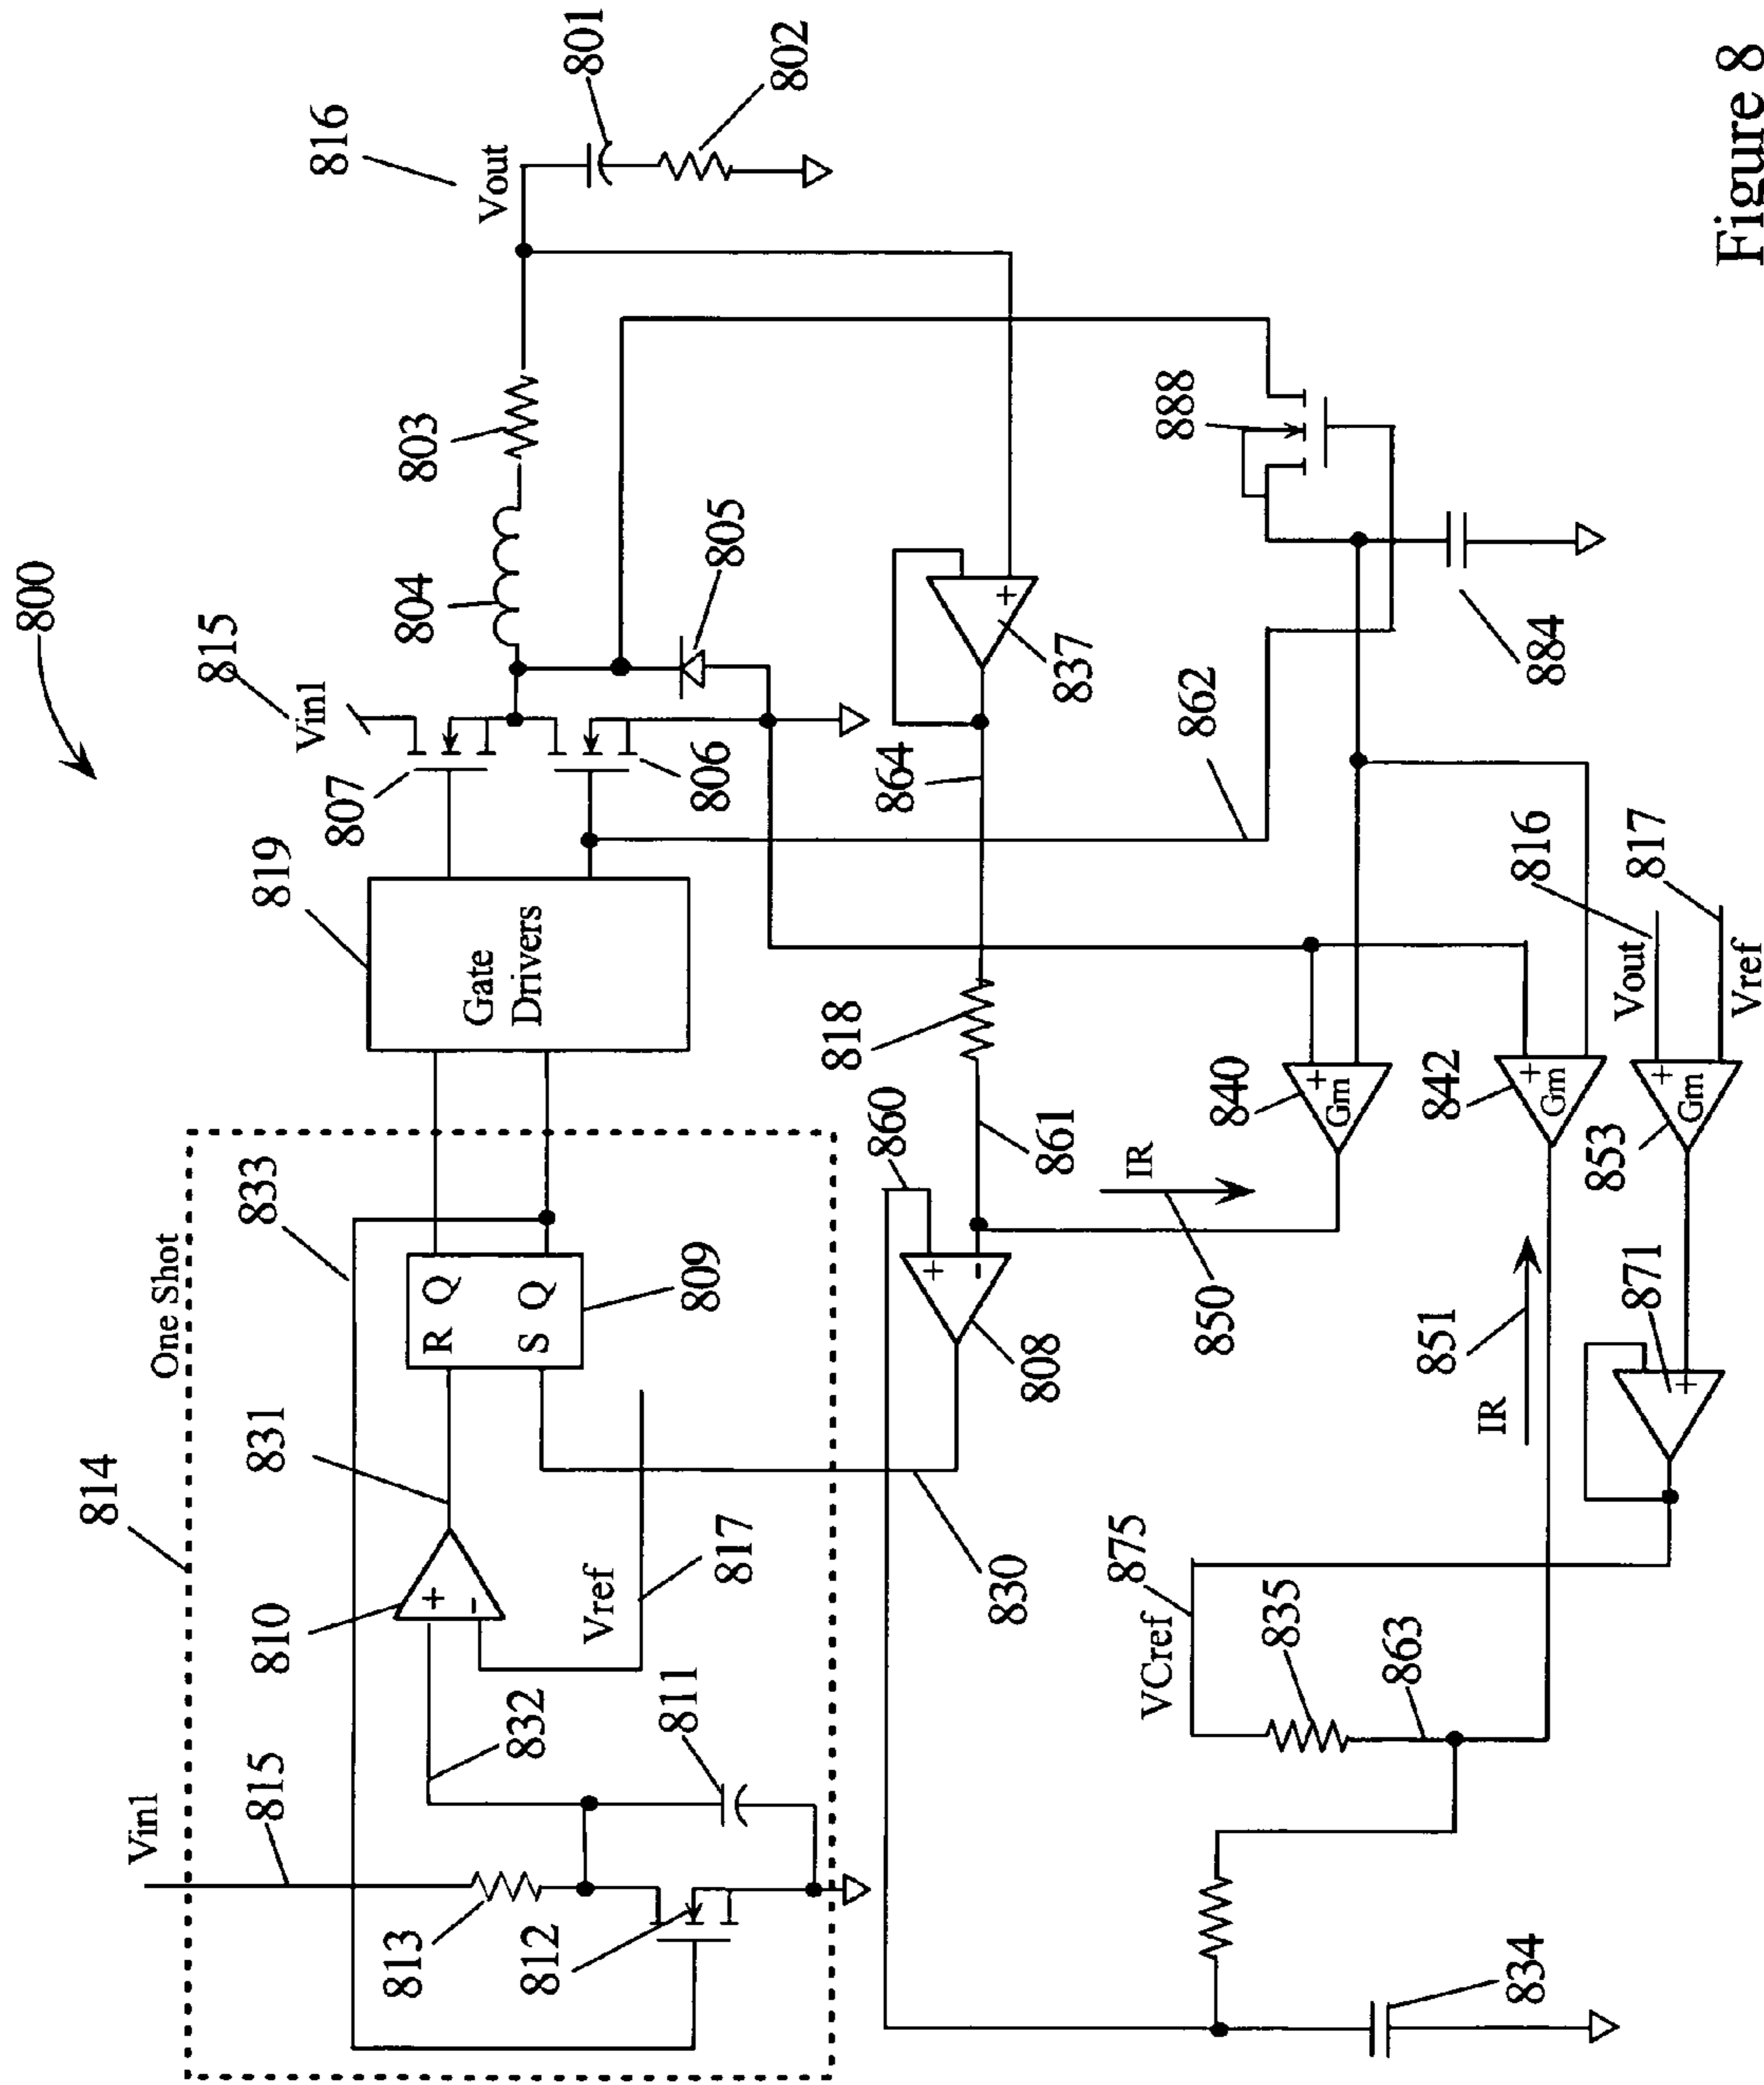 800
816
801
Vout
802
815
Vin1
804
803
807
805
806
819
Gate
Drivers
One Shot
814
833
831
R Q
S Q
809
810
+
-
Vref
817
Vin1
815
832
811
813
812
830
860
+
-
808
818
861
864
+
837
862
888
884
IR
850
+
Gm
840
+
Gm
842
816
Vout
817
Vref
+
Gm
853
871
+
851
IR
875
VCref
835
863
834
Figure 8